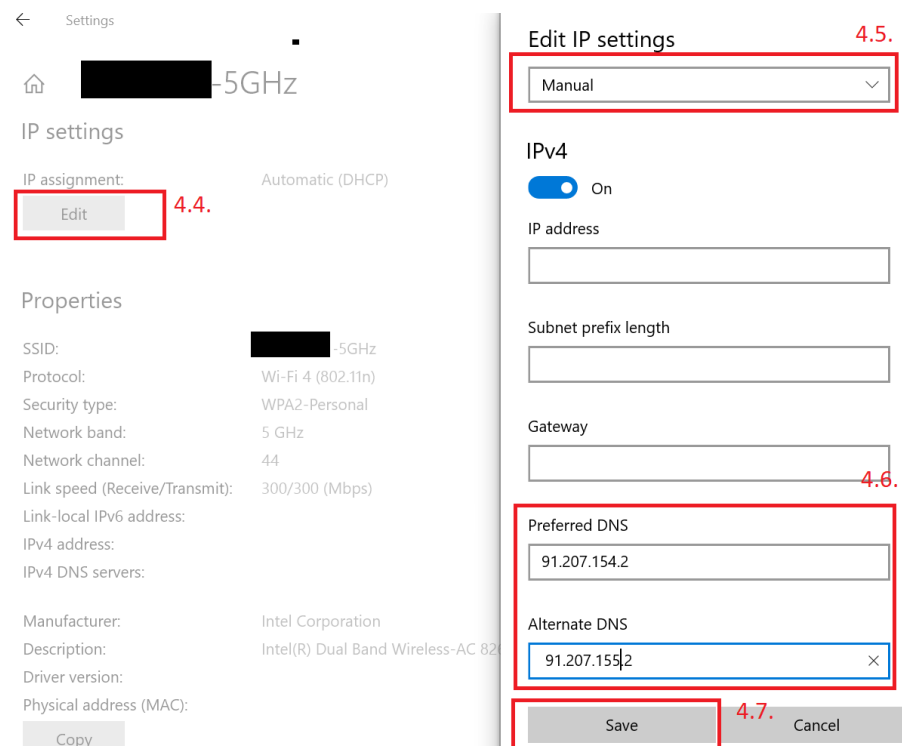 Settings
-5GHz
IP settings
IP assignment: Automatic (DHCP)
Edit
4.4.
Properties
SSID: -5GHz
Protocol: Wi-Fi 4 (802.11n)
Security type: WPA2-Personal
Network band: 5 GHz
Network channel: 44
Link speed (Receive/Transmit): 300/300 (Mbps)
Link-local IPv6 address:
IPv4 address:
IPv4 DNS servers:
Manufacturer: Intel Corporation
Description: Intel(R) Dual Band Wireless-AC 826
Driver version:
Physical address (MAC):
Copy
Edit IP settings
4.5.
Manual
IPv4
On
IP address
Subnet prefix length
Gateway
4.6.
Preferred DNS
91.207.154.2
Alternate DNS
91.207.155.2
Save
4.7.
Cancel